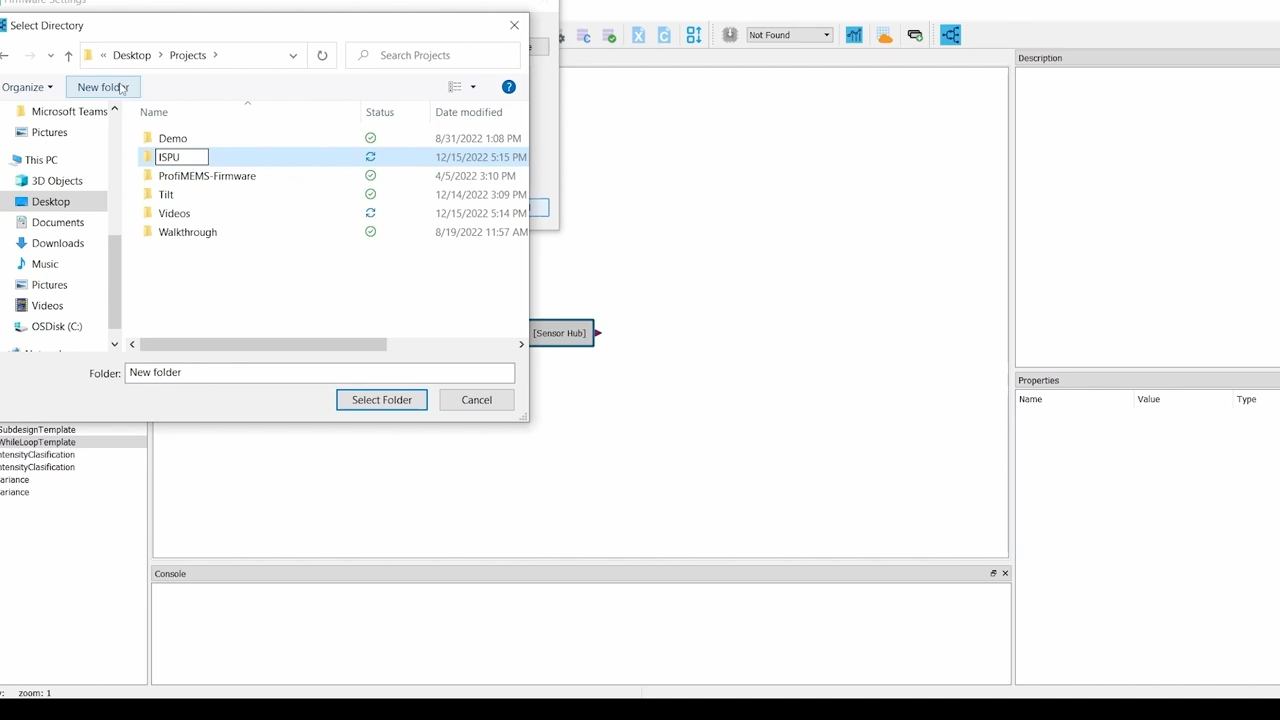 Firmware Settings
Select Directory
« Desktop > Projects >
Search Projects
Not Found
Organize
New folder
Description
Name
Status
Date modified
Microsoft Teams
Pictures
This PC
3D Objects
Desktop
Documents
Downloads
Music
Pictures
Videos
OSDisk (C:)
Demo
8/31/2022 1:08 PM
ISPU
12/15/2022 5:15 PM
ProfiMEMS-Firmware
4/5/2022 3:10 PM
Tilt
12/14/2022 3:09 PM
Videos
12/15/2022 5:14 PM
Walkthrough
8/19/2022 11:57 AM
[Sensor Hub]
Folder: New folder
Select Folder
Cancel
Properties
Name
Value
Type
SubdesignTemplate
WhileLoopTemplate
ntensityClasification
ntensityClasification
ariance
ariance
Console
zoom: 1